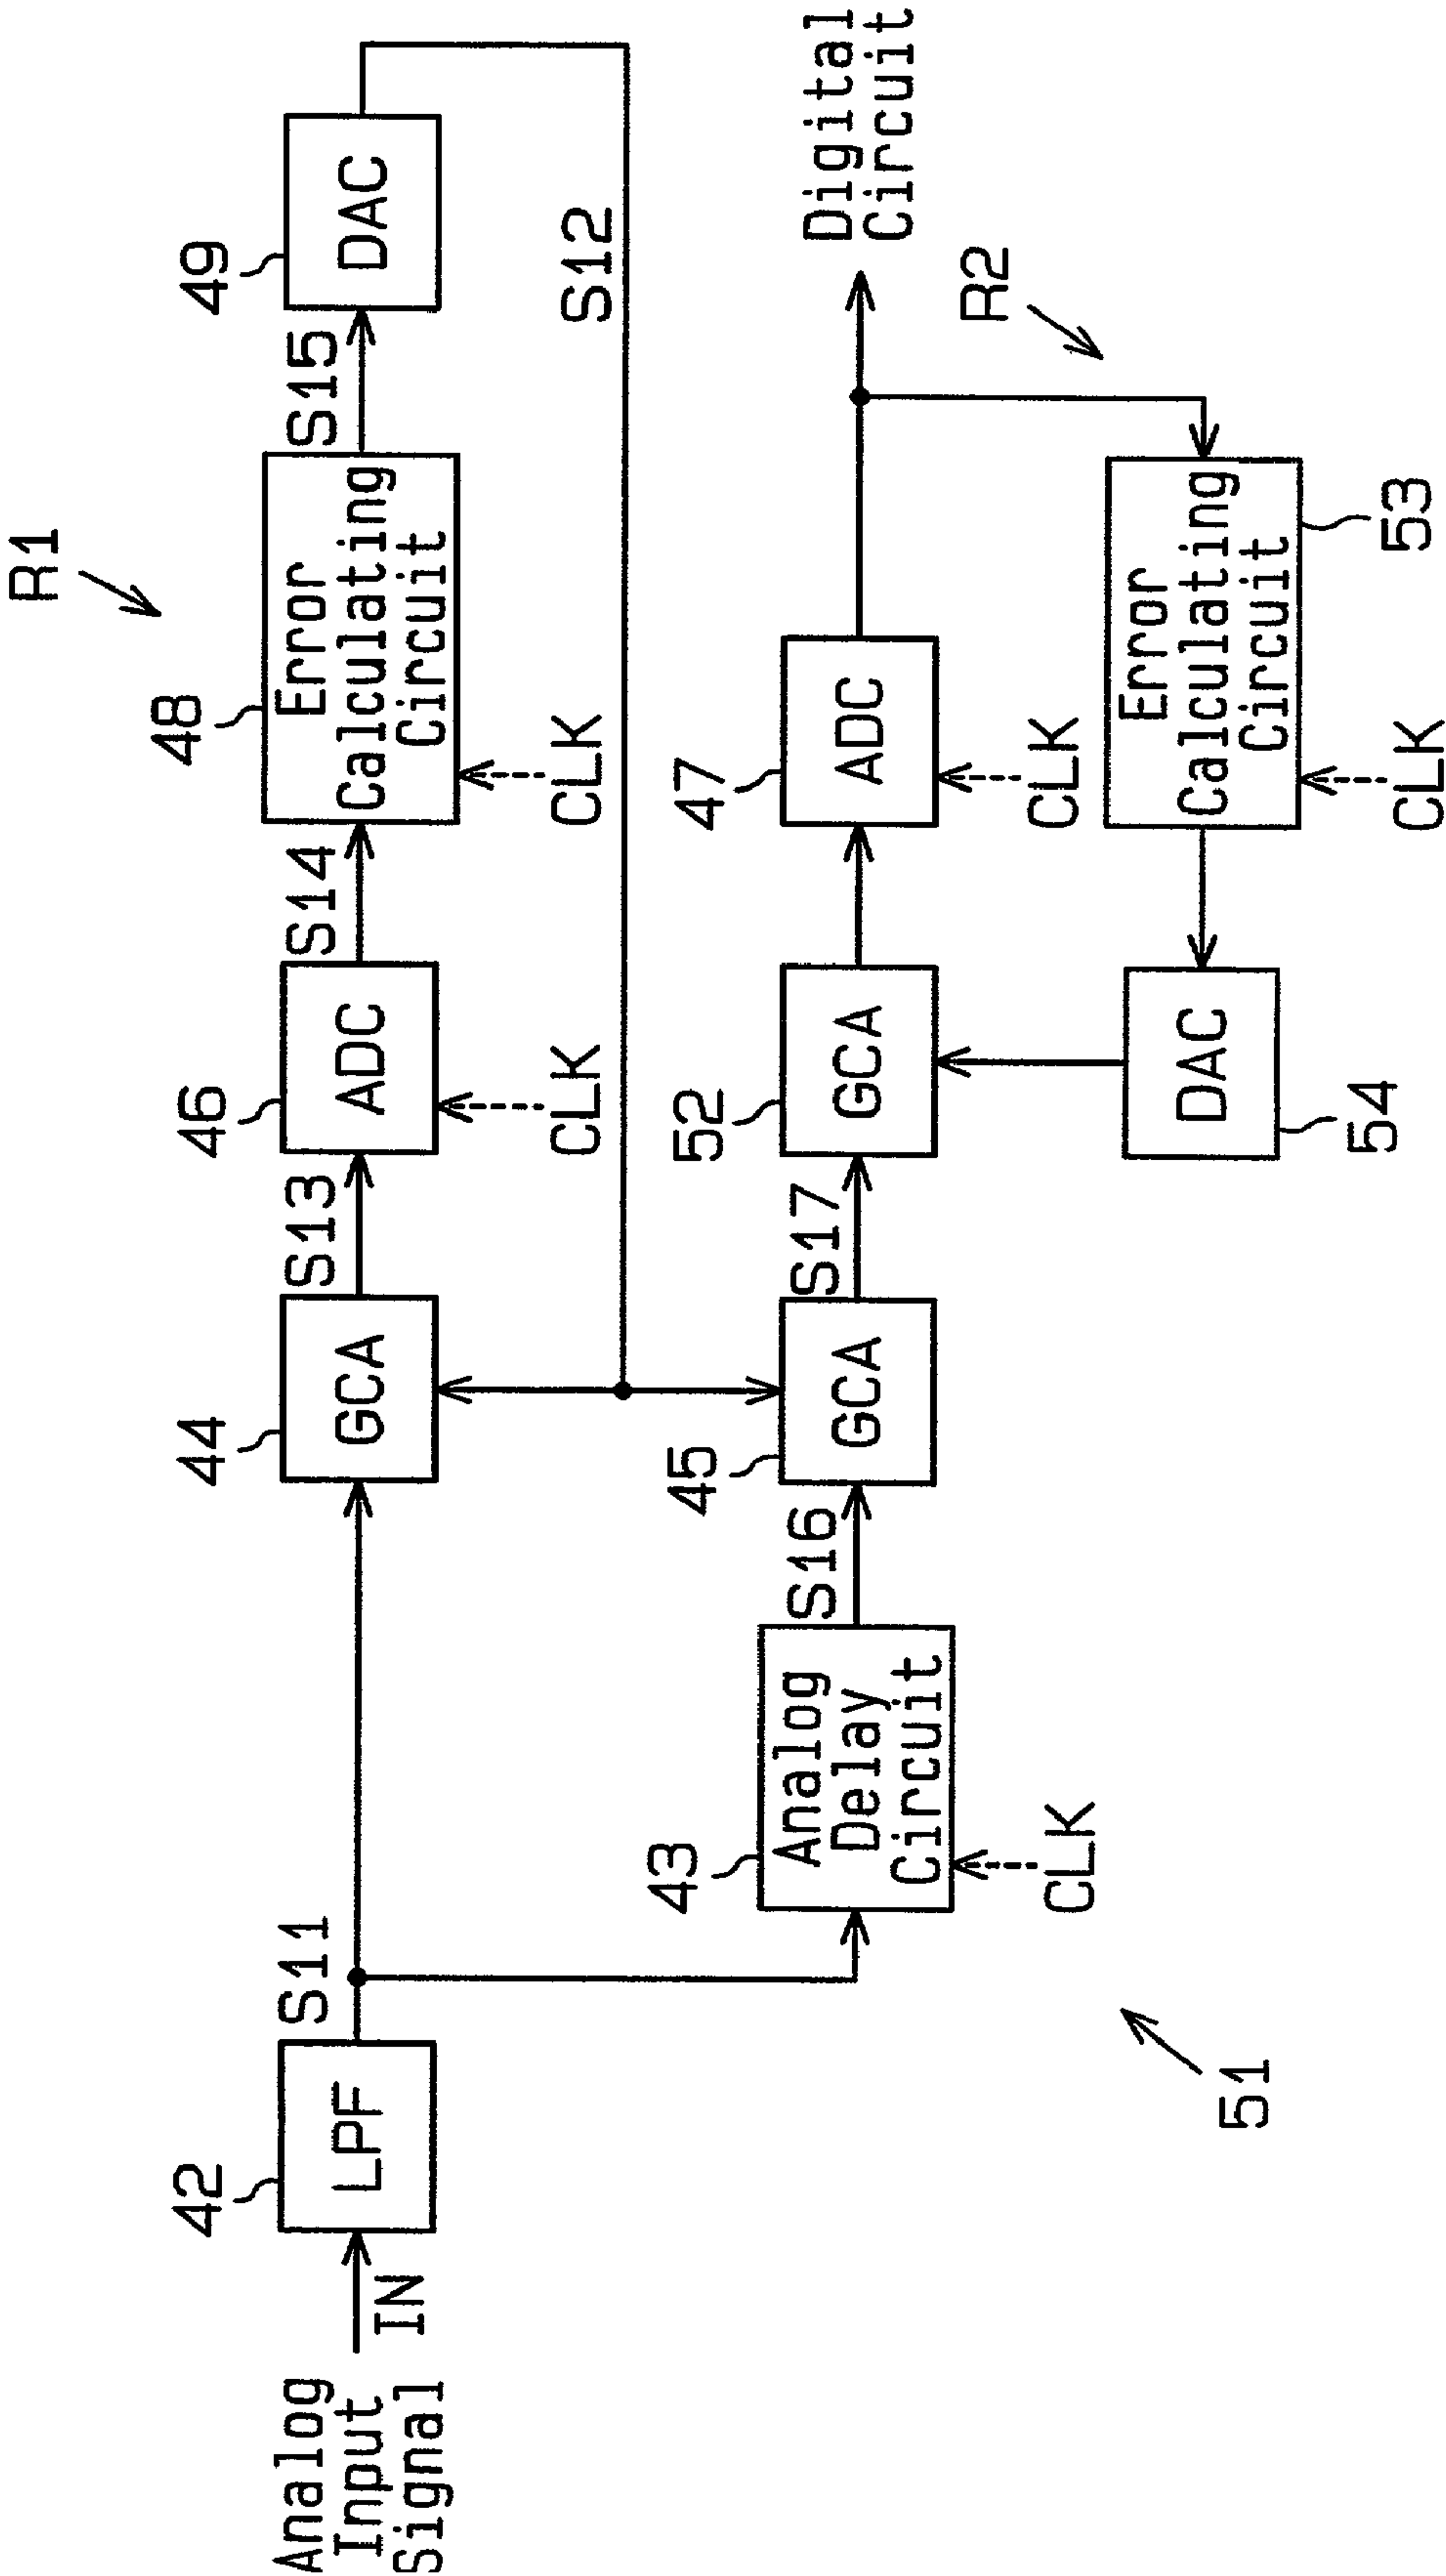 R1
49
48
46
44
42
S15
S14
S13
S11
DAC
Error
Calculating
Circuit
ADC
GCA
LPF
Analog
Input
Signal
IN
CLK
CLK
S12
Digital
Circuit
47
52
45
43
S17
S16
ADC
GCA
GCA
Analog
Delay
Circuit
CLK
CLK
R2
Error
Calculating
Circuit
DAC
53
54
CLK
51